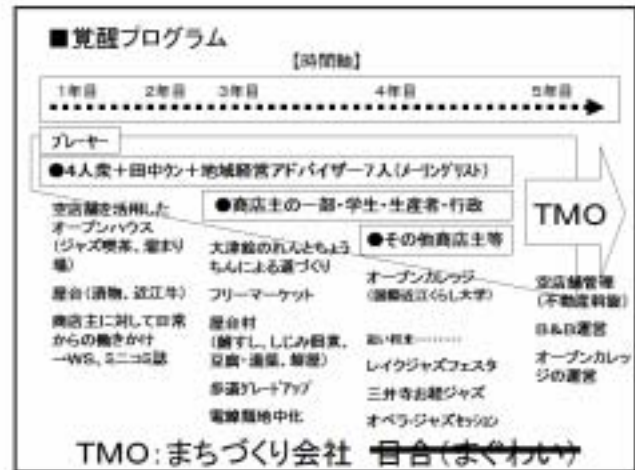 ■覚醒プログラム
【時間軸】
1年目 2年目 3年目 4年目 5年目
プレーヤー
●4人衆+田中ケン+地域経営アドバイザー7人(メーリングリスト)
●商店主の一部・学生・生産者・行政
●その他商店主等
TMO
空店舗を活用した
オープンハウス
(ジャズ喫茶、溜まり
場)
屋台(漬物、近江牛)
商店主に対して日常
からの働きかけ
→WS、ミニコミ誌
大津絵のれんとちょう
ちんによる道づくり
フリーマーケット
屋台村
(鮒すし、しじみ
豆腐・湯葉、
歩道グレードアップ
電線類地中化
オープンカレッジ
(国際近江くらし大学)
レイクジャズフェスタ
三井寺お経ジャズ
オペラ・ジャズセッション
空店舗管理
(不動産斡旋)
B&B運営
オープンカレッ
ジの運営
TMO:まちづくり会社 目合(まぐわい)